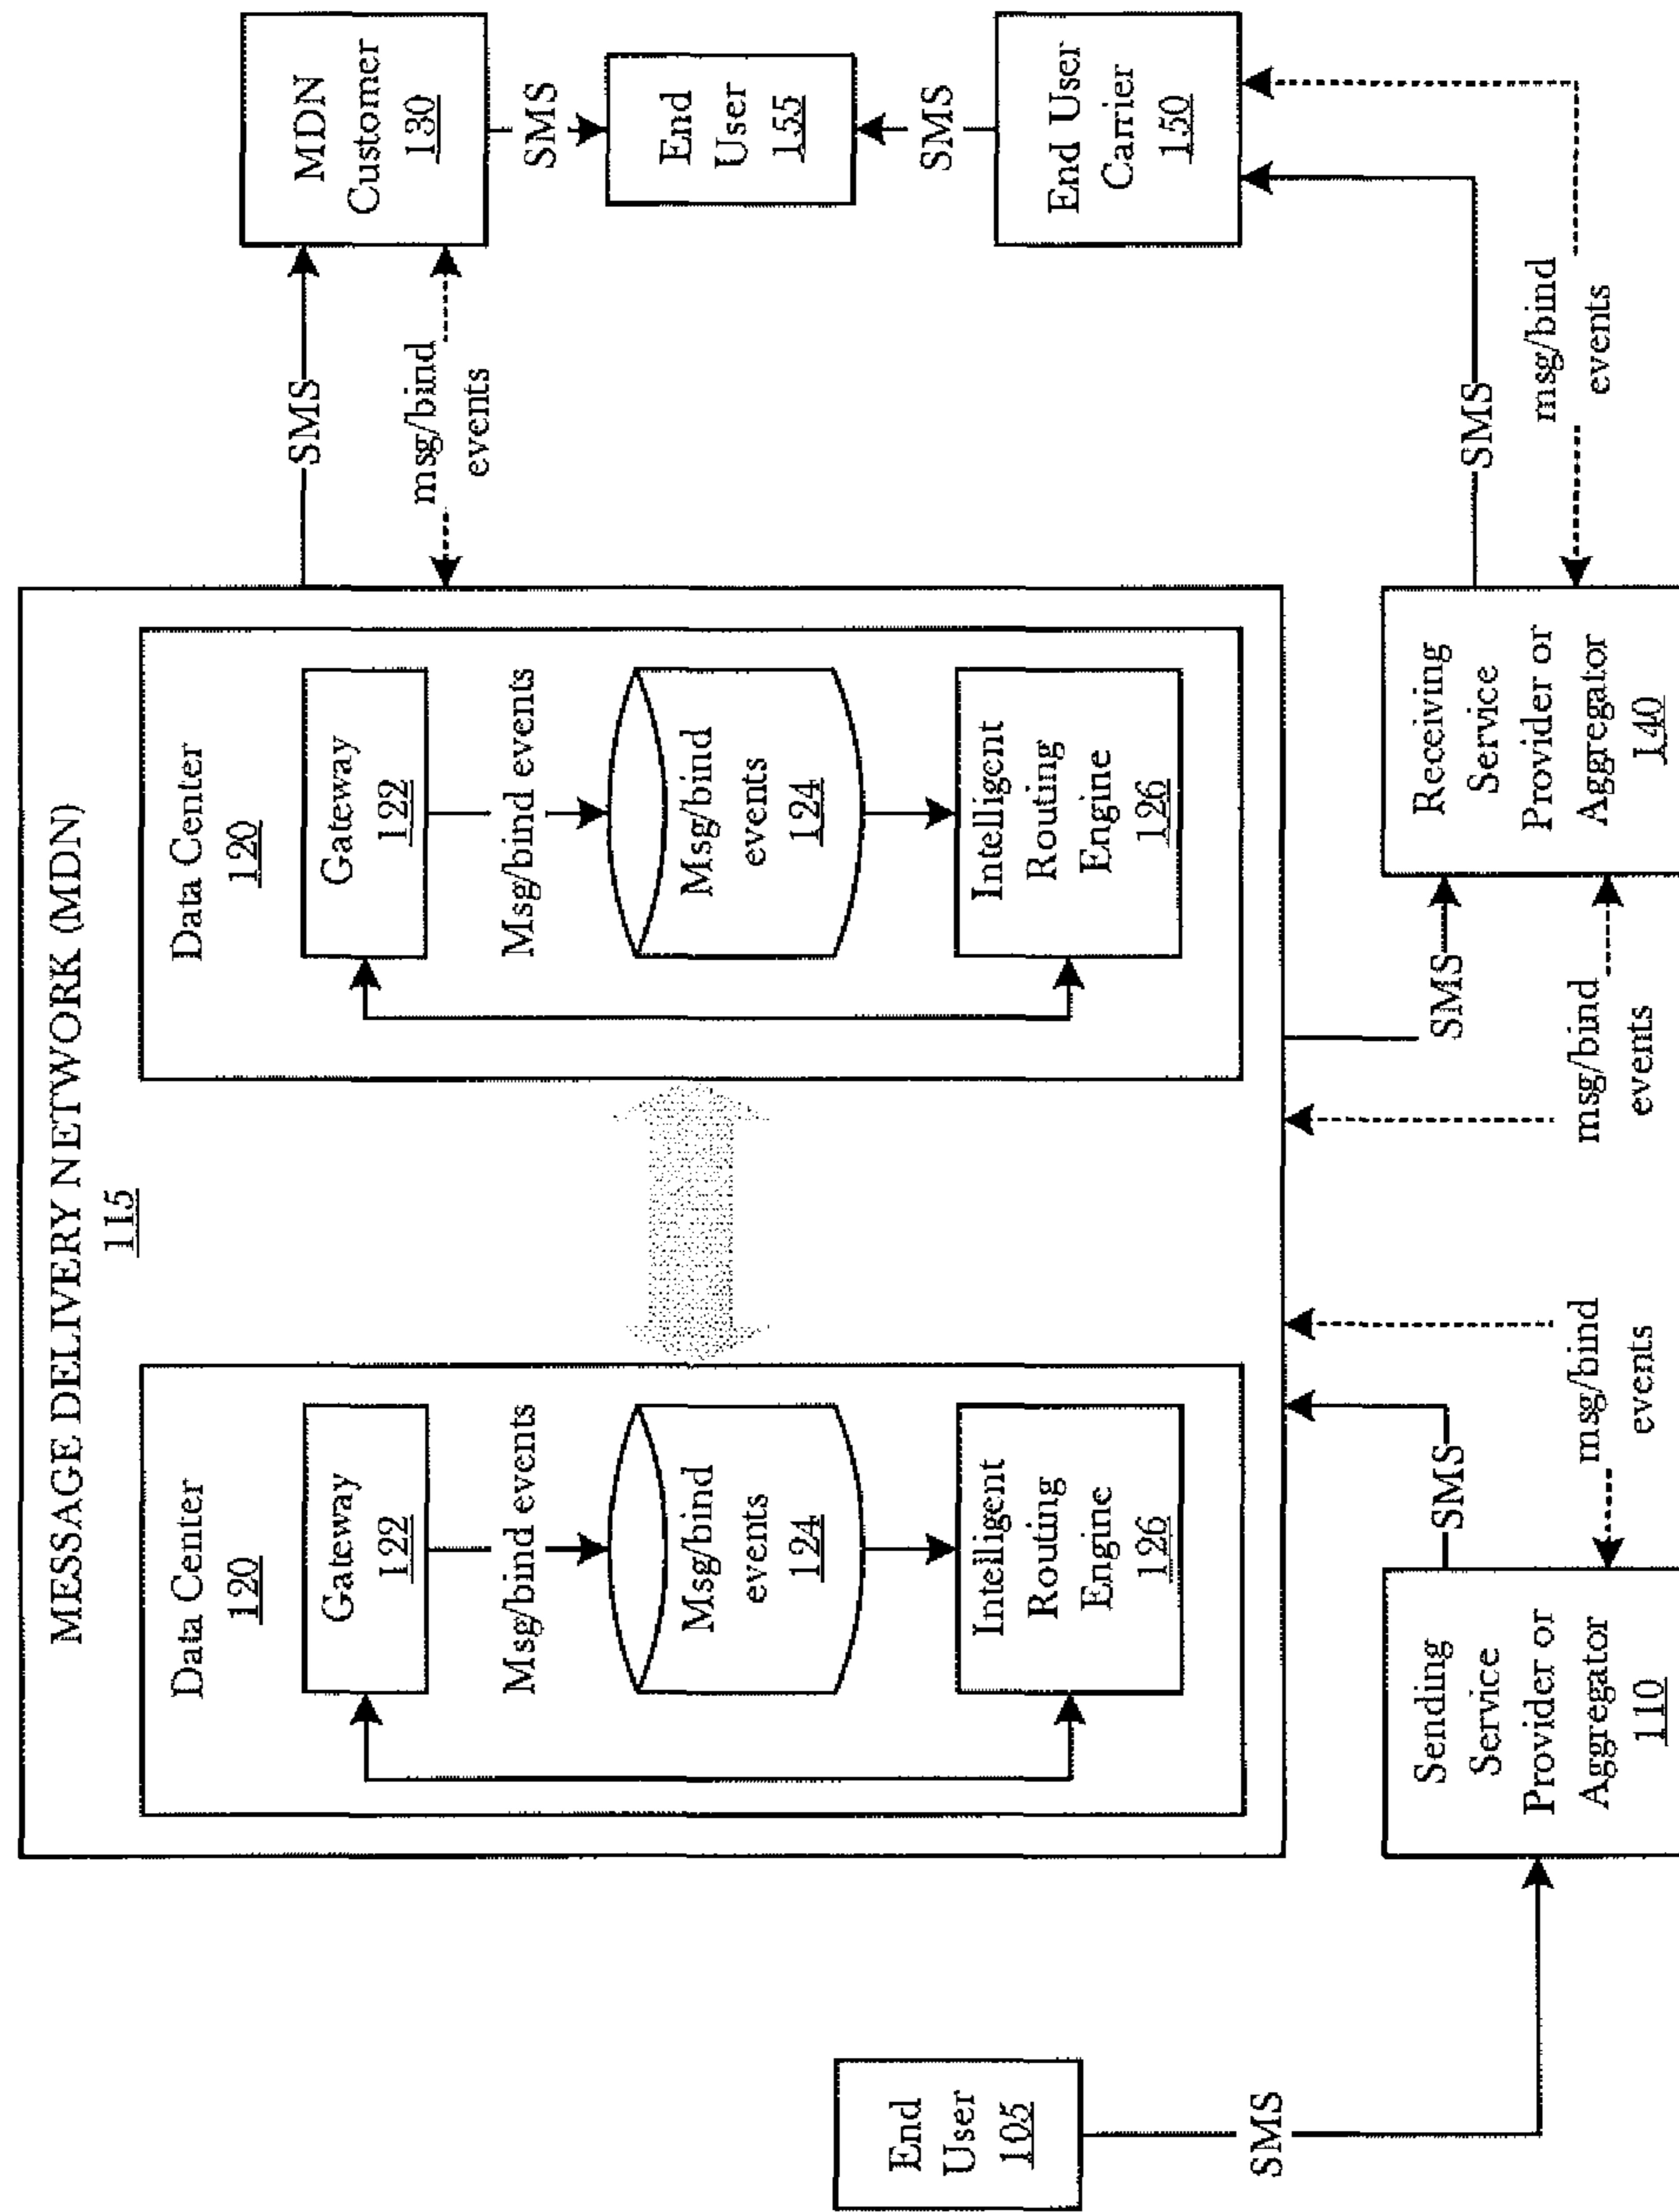 MESSAGE DELIVERY NETWORK (MDN)
115
Data Center
120
Gateway
122
Msg/bind events
Msg/bind
events
124
Intelligent
Routing
Engine
126
Data Center
120
Gateway
122
Msg/bind events
Msg/bind
events
124
Intelligent
Routing
Engine
126
SMS
msg/bind
events
MDN
Customer
130
SMS
End
User
155
SMS
End User
Carrier
150
End
User
105
SMS
Sending
Service
Provider or
Aggregator
110
SMS
msg/bind
events
SMS
msg/bind
events
Receiving
Service
Provider or
Aggregator
140
SMS
msg/bind
events